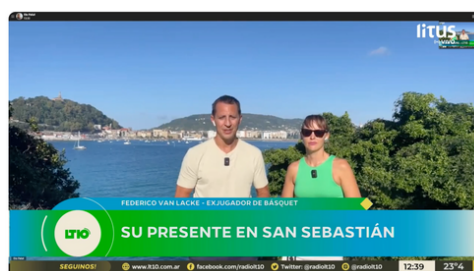 litus
FEDERICO VAN LACKE - EXJUGADOR DE BÁSQUET
LT10
SU PRESENTE EN SAN SEBASTIÁN
SEGUINOS!
www.lt10.com.ar
facebook.com/radiolt10
Twitter: @radiolt10
@radiolt10
12:39
23°4